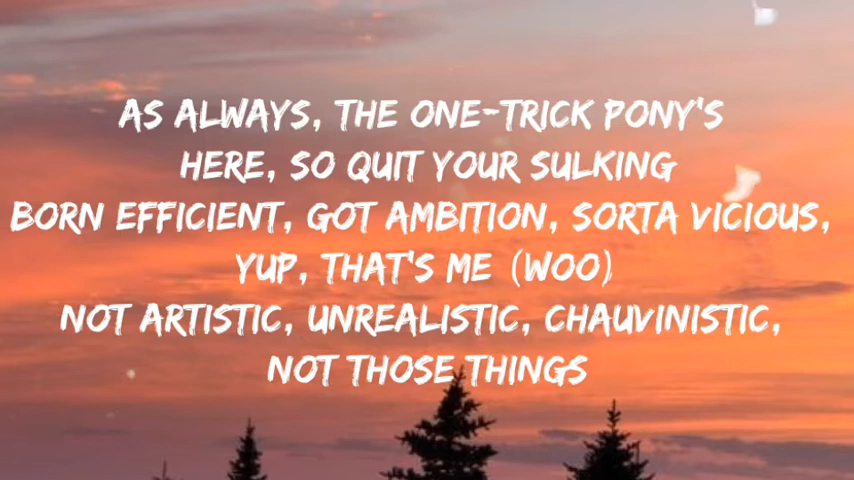 AS ALWAYS, THE ONE-TRICK PONY'S
HERE, SO QUIT YOUR SULKING
BORN EFFICIENT, GOT AMBITION, SORTA VICIOUS,
YUP, THAT'S ME (WOO)
NOT ARTISTIC, UNREALISTIC, CHAUVINISTIC,
NOT THOSE THINGS